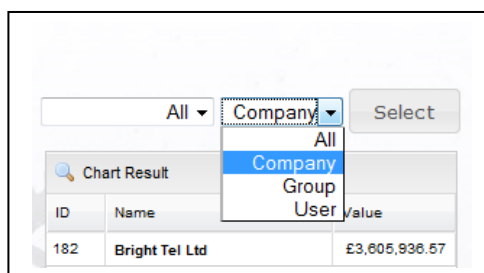 All Company Select
All
Company
Group
User
Chart Result
ID Name Value
182 Bright Tel Ltd £3,605,936.57